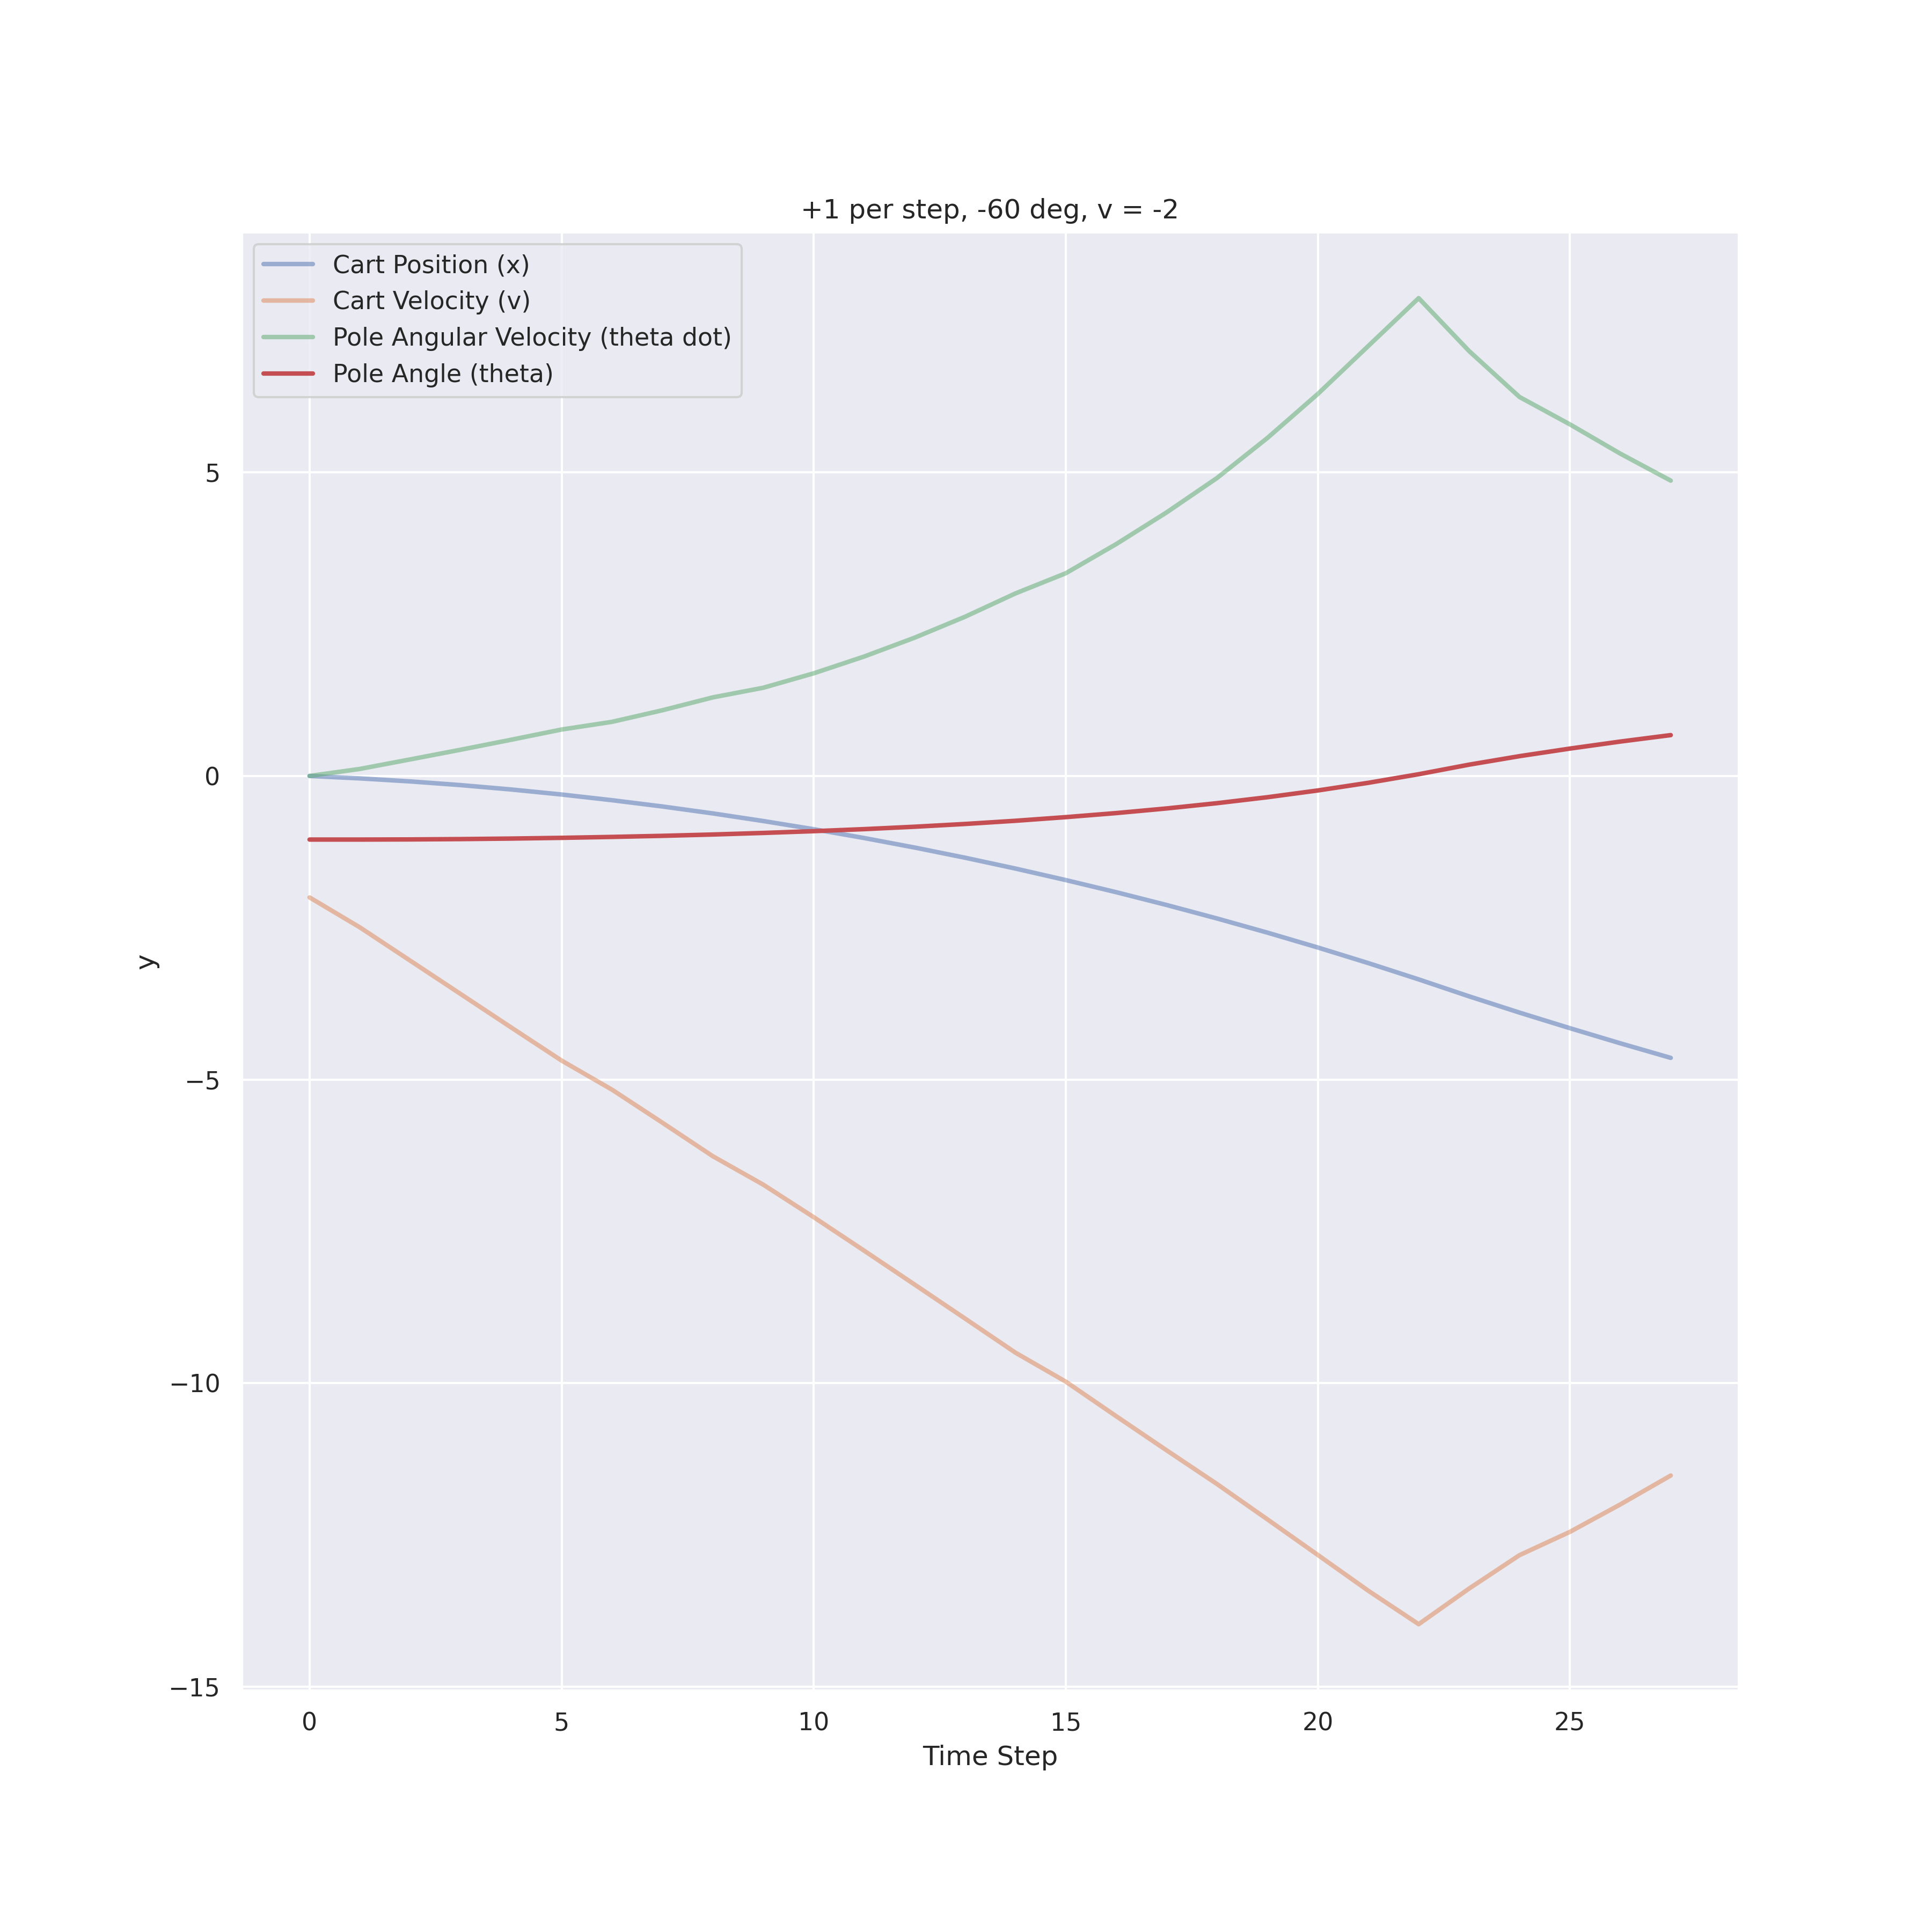 +1 per step, -60 deg, v = -2
Cart Position (x)
Cart Velocity (v)
Pole Angular Velocity (theta dot)
Pole Angle (theta)
5
0
−5
−10
−15
y
0 5 10 15 20 25
Time Step